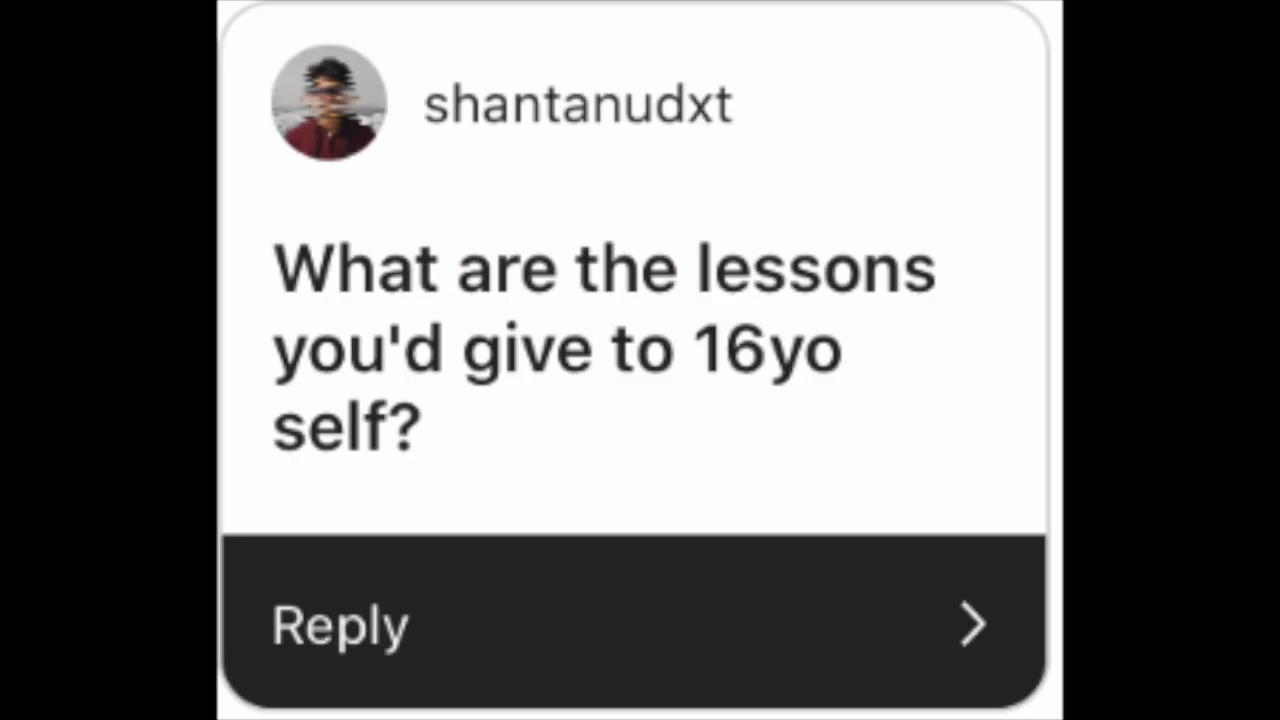 shantanudxt
What are the lessons
you'd give to 16yo
self?
Reply